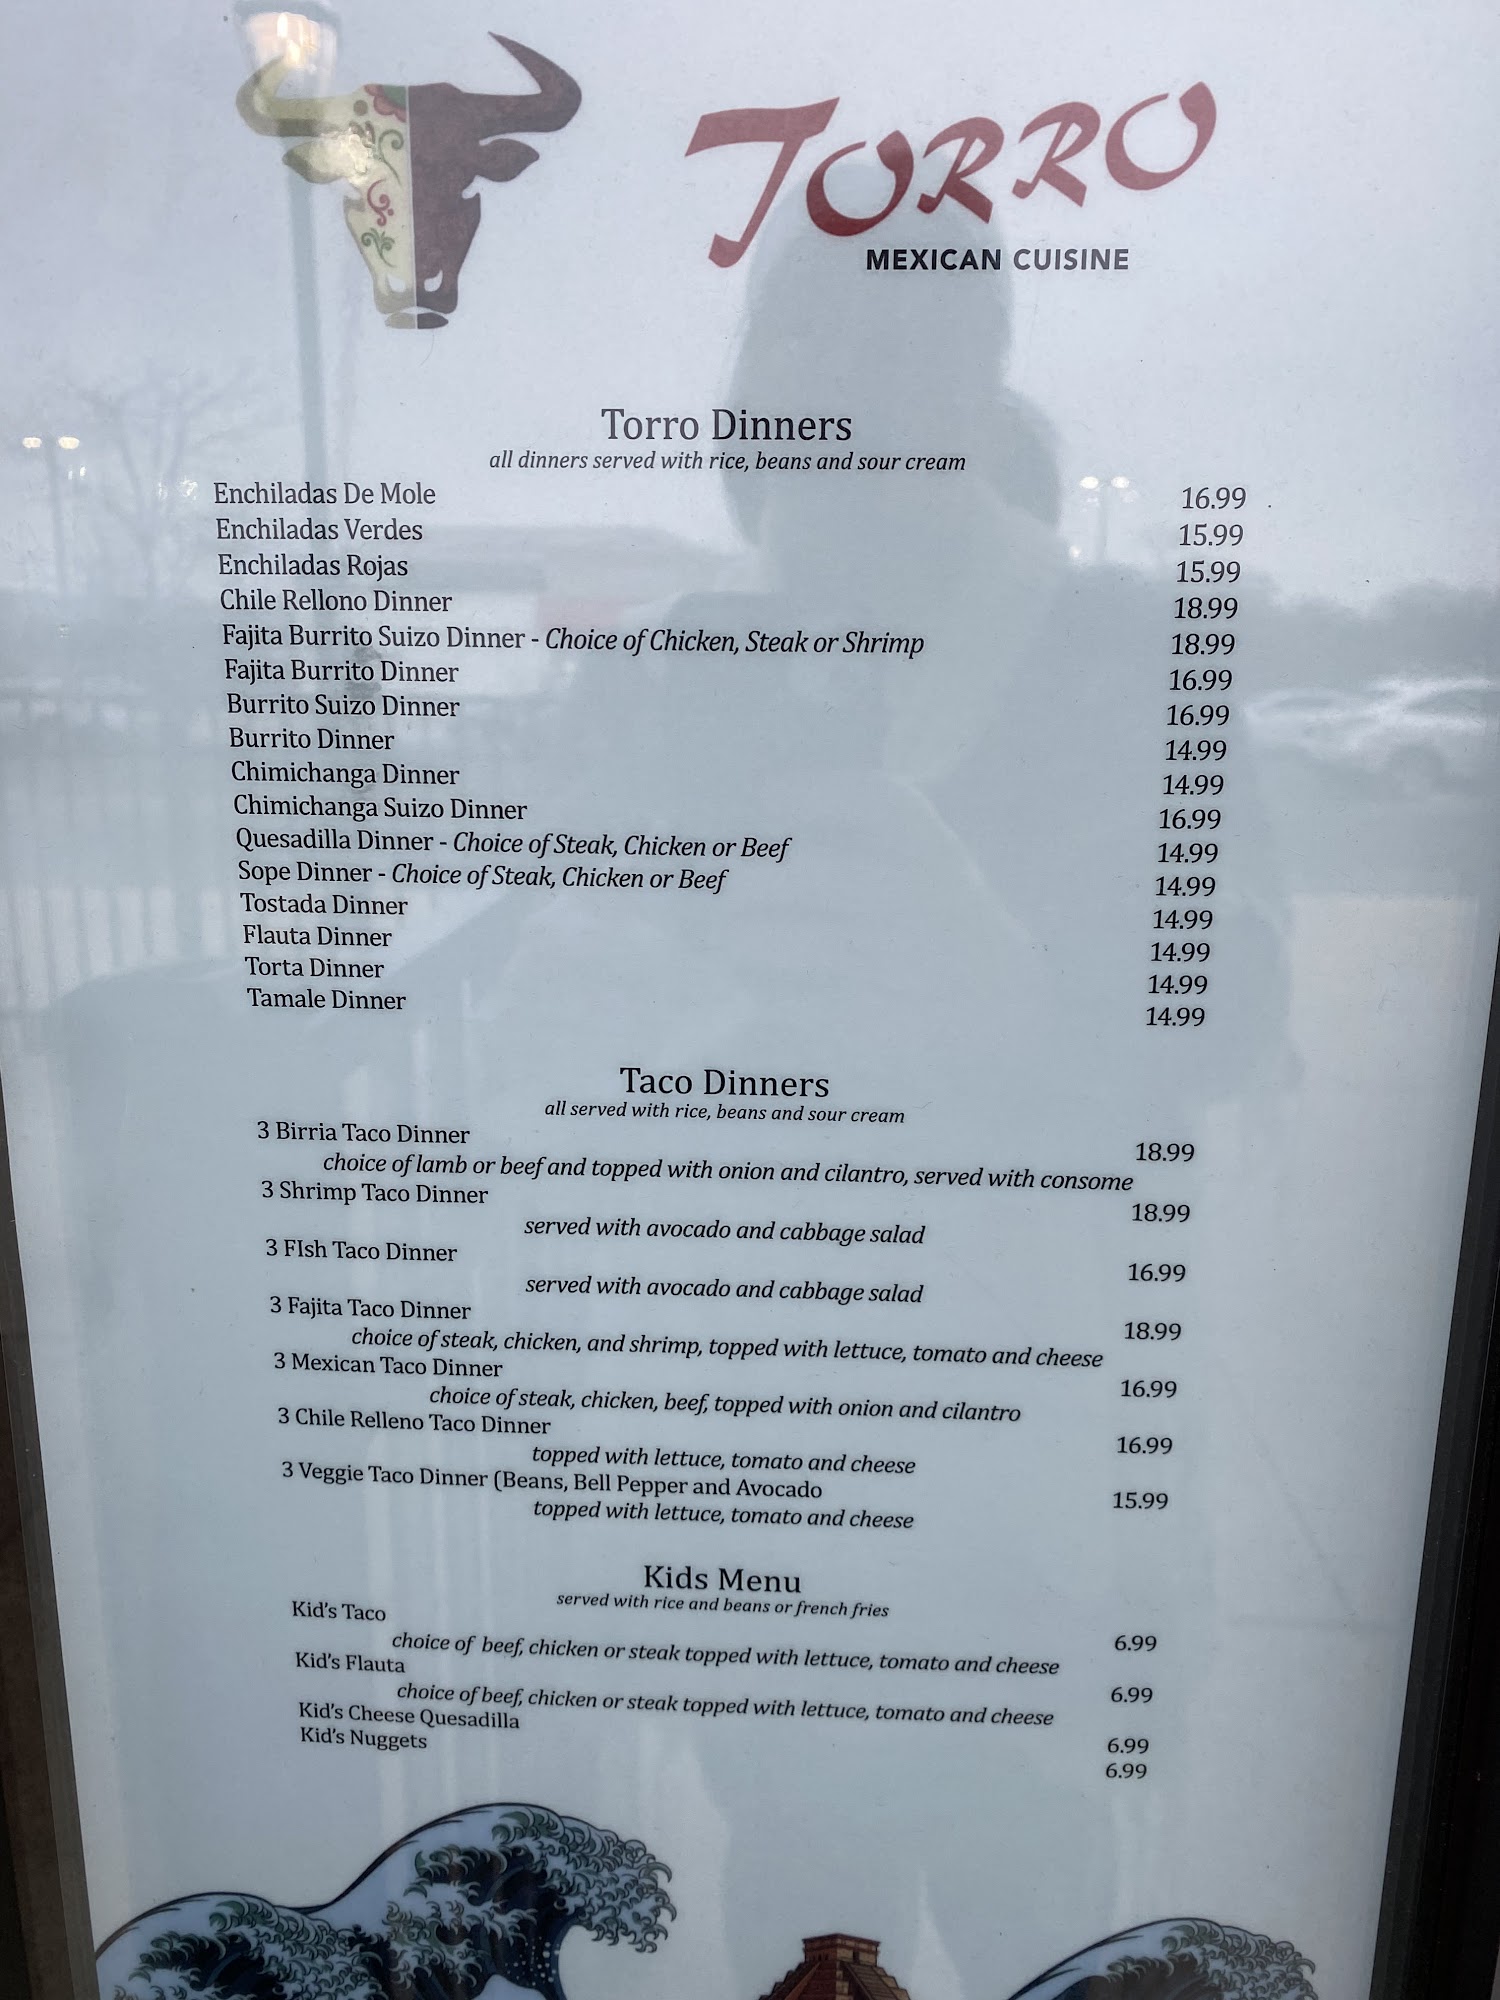 TORRO
MEXICAN CUISINE
Torro Dinners
all dinners served with rice, beans and sour cream
Enchiladas De Mole 16.99
Enchiladas Verdes 15.99
Enchiladas Rojas 15.99
Chile Rellono Dinner 18.99
Fajita Burrito Suizo Dinner - Choice of Chicken, Steak or Shrimp 18.99
Fajita Burrito Dinner 16.99
Burrito Suizo Dinner 16.99
Burrito Dinner 14.99
Chimichanga Dinner 14.99
Chimichanga Suizo Dinner 16.99
Quesadilla Dinner - Choice of Steak, Chicken or Beef 14.99
Sope Dinner - Choice of Steak, Chicken or Beef 14.99
Tostada Dinner 14.99
Flauta Dinner 14.99
Torta Dinner 14.99
Tamale Dinner 14.99
Taco Dinners
all served with rice, beans and sour cream
3 Birria Taco Dinner 18.99
choice of lamb or beef and topped with onion and cilantro, served with consome
3 Shrimp Taco Dinner 18.99
served with avocado and cabbage salad
3 FIsh Taco Dinner 16.99
served with avocado and cabbage salad
3 Fajita Taco Dinner 18.99
choice of steak, chicken, and shrimp, topped with lettuce, tomato and cheese
3 Mexican Taco Dinner 16.99
choice of steak, chicken, beef, topped with onion and cilantro
3 Chile Relleno Taco Dinner 16.99
topped with lettuce, tomato and cheese
3 Veggie Taco Dinner (Beans, Bell Pepper and Avocado 15.99
topped with lettuce, tomato and cheese
Kids Menu
served with rice and beans or french fries
Kid's Taco 6.99
choice of beef, chicken or steak topped with lettuce, tomato and cheese
Kid's Flauta 6.99
choice of beef, chicken or steak topped with lettuce, tomato and cheese
Kid's Cheese Quesadilla 6.99
Kid's Nuggets 6.99